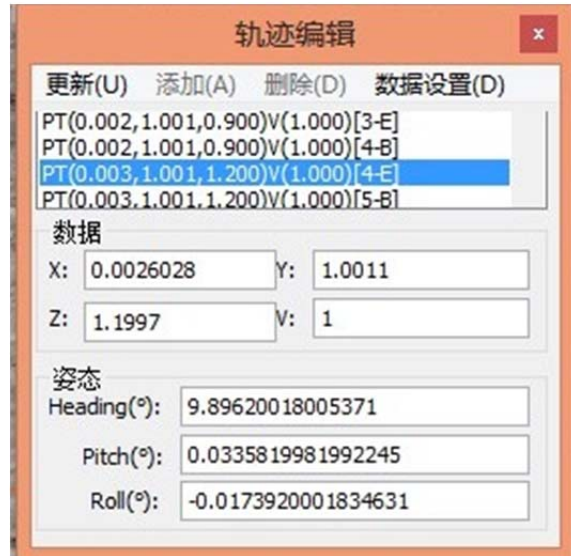 轨迹编辑
x
更新(U) 添加(A) 删除(D) 数据设置(D)
PT(0.002,1.001,0.900)V(1.000)[3-E]
PT(0.002,1.001,0.900)V(1.000)[4-B]
PT(0.003,1.001,1.200)V(1.000)[4-E]
PT(0.003,1.001,1.200)V(1.000)[5-B]
数据
X: 0.0026028 Y: 1.0011
Z: 1.1997 V: 1
姿态
Heading(°): 9.89620018005371
Pitch(°): 0.0335819981992245
Roll(°): -0.0173920001834631